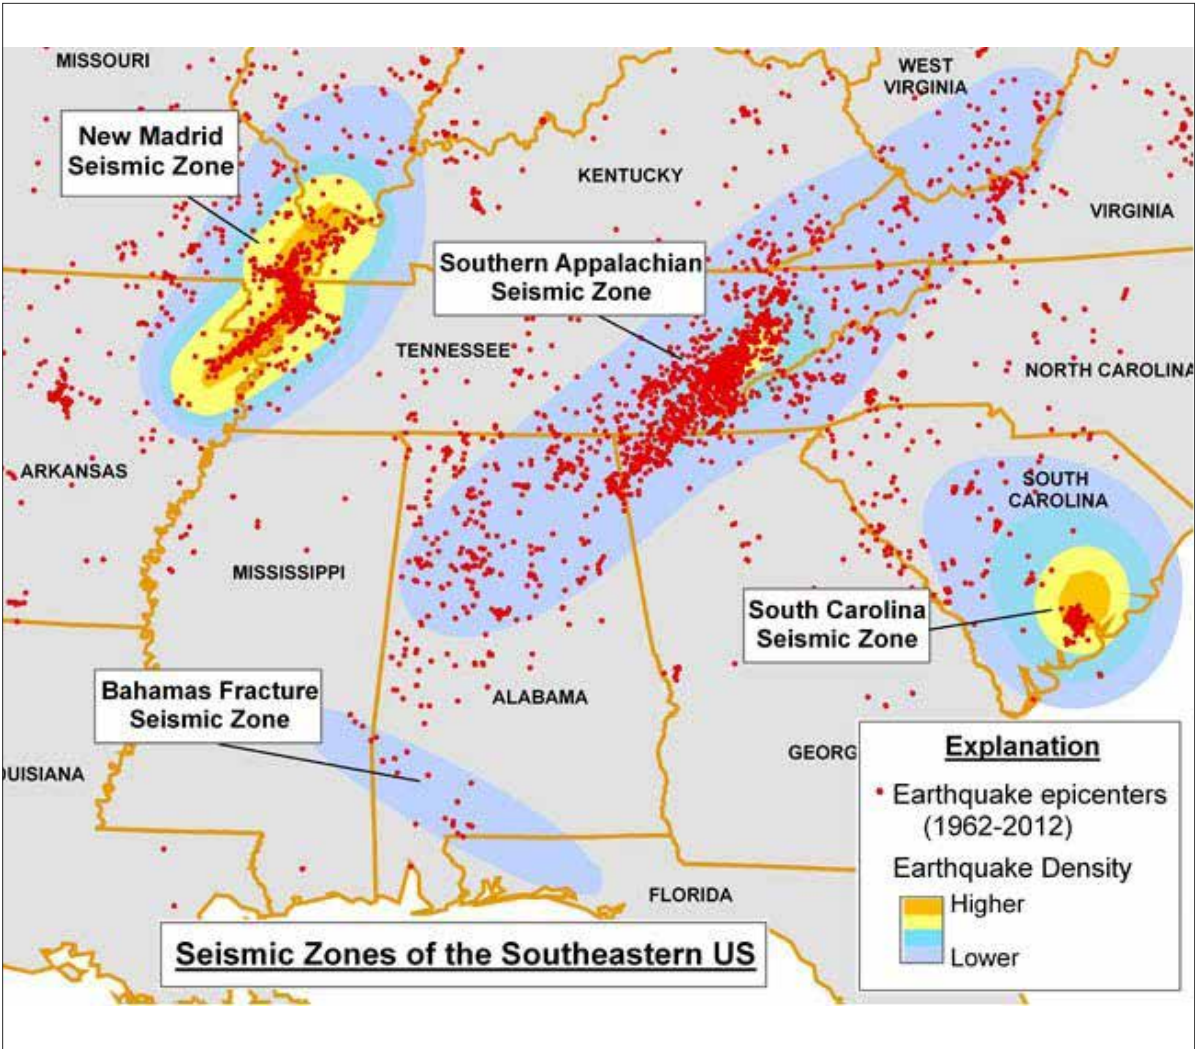 MISSOURI
WEST
VIRGINIA
New Madrid
Seismic Zone
KENTUCKY
VIRGINIA
Southern Appalachian
Seismic Zone
TENNESSEE
NORTH CAROLINA
ARKANSAS
SOUTH
CAROLINA
MISSISSIPPI
South Carolina
Seismic Zone
Bahamas Fracture
Seismic Zone
ALABAMA
GEORG
OUISIANA
Explanation
Earthquake epicenters
(1962-2012)
Earthquake Density
Higher
Lower
FLORIDA
Seismic Zones of the Southeastern US